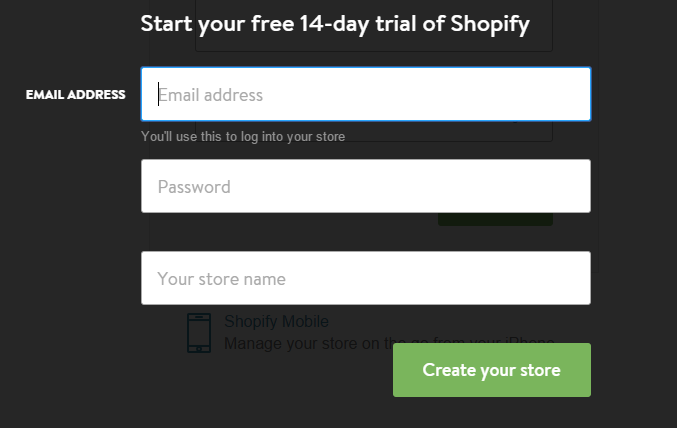 Start your free 14-day trial of Shopify
EMAIL ADDRESS
Email address
You'll use this to log into your store
Password
Your store name
Shopify Mobile
Manage your store on the go from your iPhone
Create your store